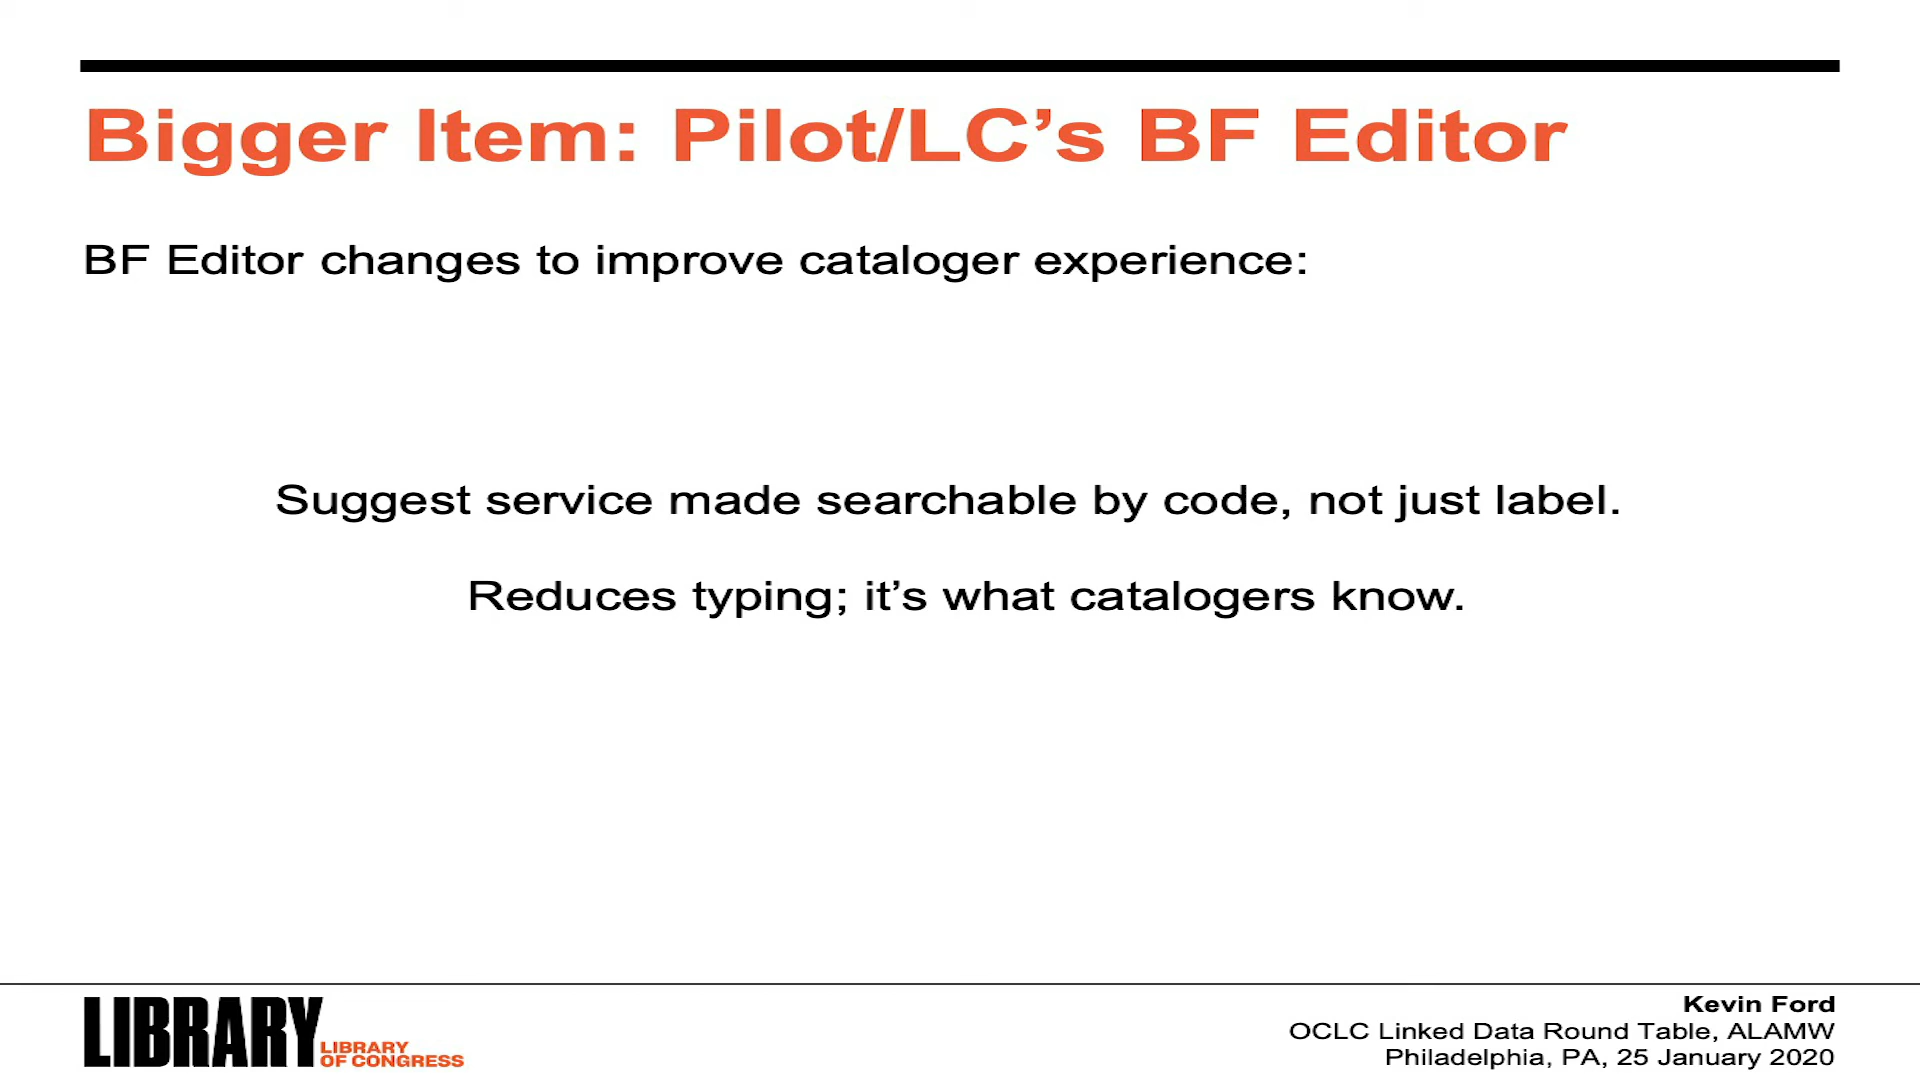 Bigger Item: Pilot/LC’s BF Editor
BF Editor changes to improve cataloger experience:
Suggest service made searchable by code, not just label.
Reduces typing; it’s what catalogers know.
LIBRARY
LIBRARY
OF CONGRESS
Kevin Ford
OCLC Linked Data Round Table, ALAMW
Philadelphia, PA, 25 January 2020